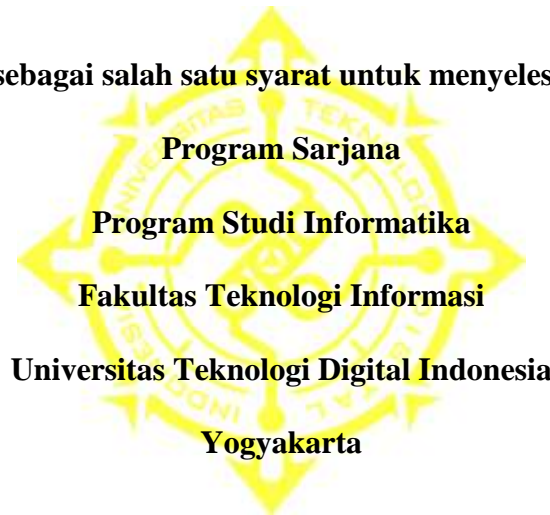 sebagai salah satu syarat untuk menyeles
Program Sarjana
Program Studi Informatika
Fakultas Teknologi Informasi
Universitas Teknologi Digital Indonesia
Yogyakarta